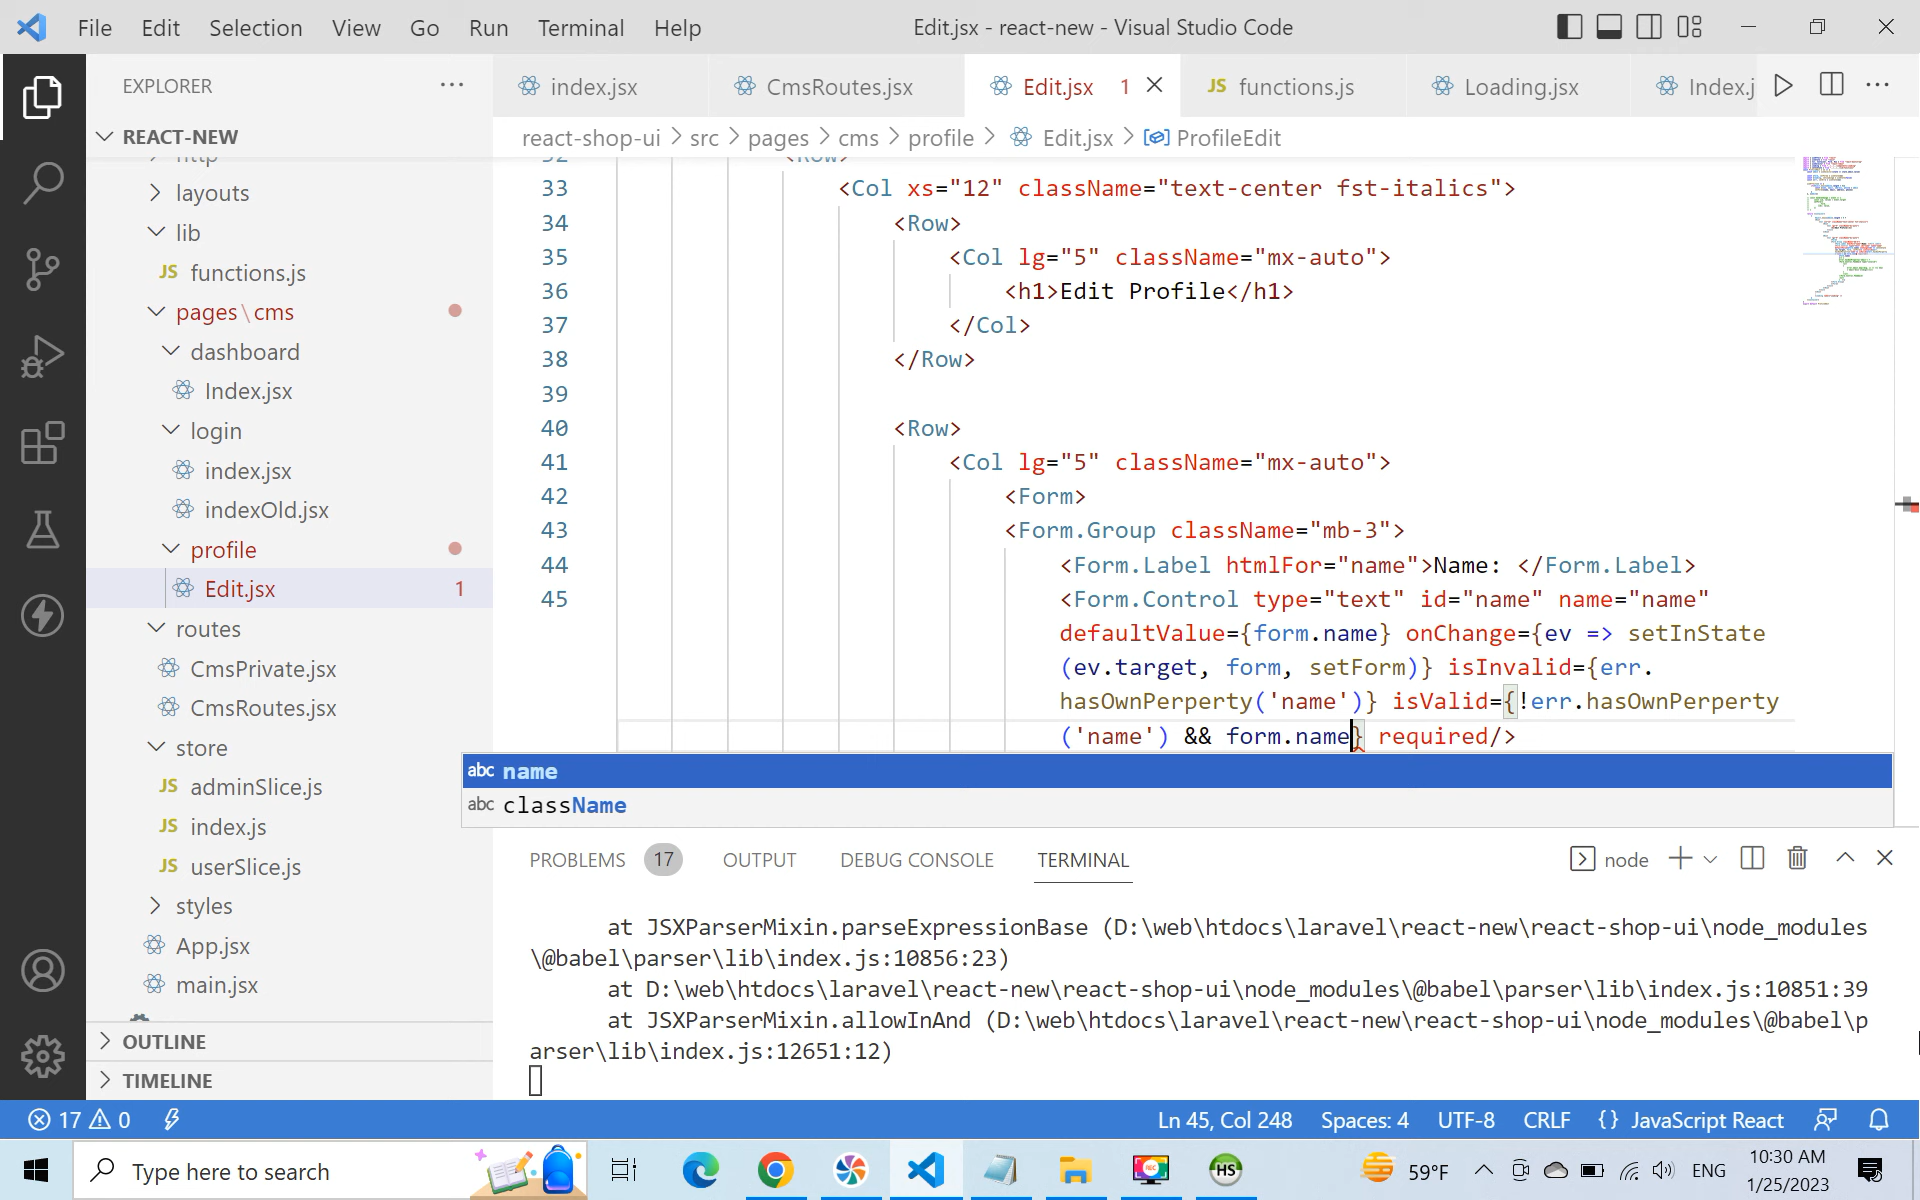 File Edit Selection View Go Run Terminal Help Edit.jsx - react-new - Visual Studio Code
EXPLORER
index.jsx CmsRoutes.jsx Edit.jsx 1 JS functions.js Loading.jsx Index.j
REACT-NEW
react-shop-ui > src > pages > cms > profile > Edit.jsx > ProfileEdit
http
layouts
lib
JS functions.js
pages\cms
dashboard
Index.jsx
login
index.jsx
indexOld.jsx
profile
Edit.jsx 1
routes
CmsPrivate.jsx
CmsRoutes.jsx
store
JS adminSlice.js
JS index.js
JS userSlice.js
styles
App.jsx
main.jsx
OUTLINE
TIMELINE
32 <Row>
33 <Col xs="12" className="text-center fst-italics">
34 <Row>
35 <Col lg="5" className="mx-auto">
36 <h1>Edit Profile</h1>
37 </Col>
38 </Row>
39
40 <Row>
41 <Col lg="5" className="mx-auto">
42 <Form>
43 <Form.Group className="mb-3">
44 <Form.Label htmlFor="name">Name: </Form.Label>
45 <Form.Control type="text" id="name" name="name"
defaultValue={form.name} onChange={ev => setInState
(ev.target, form, setForm)} isInvalid={err.
hasOwnPerperty('name')} isValid={!err.hasOwnPerperty
('name') && form.name} required/>
abc name
abc className
PROBLEMS 17 OUTPUT DEBUG CONSOLE TERMINAL node
at JSXParserMixin.parseExpressionBase (D:\web\htdocs\laravel\react-new\react-shop-ui\node_modules
\@babel\parser\lib\index.js:10856:23)
at D:\web\htdocs\laravel\react-new\react-shop-ui\node_modules\@babel\parser\lib\index.js:10851:39
at JSXParserMixin.allowInAnd (D:\web\htdocs\laravel\react-new\react-shop-ui\node_modules\@babel\p
arser\lib\index.js:12651:12)
17 0 Ln 45, Col 248 Spaces: 4 UTF-8 CRLF {} JavaScript React
Type here to search HS 59°F ENG 10:30 AM
1/25/2023